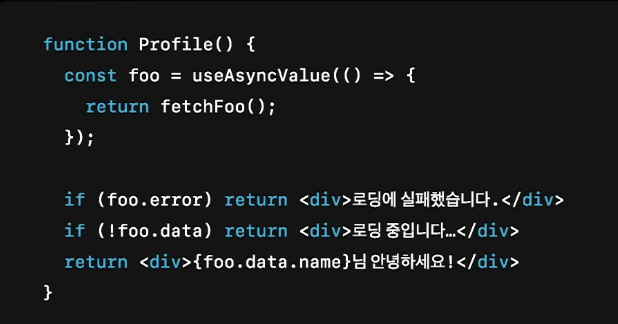 function Profile() {
  const foo = useAsyncValue(() => {
    return fetchFoo();
  });

  if (foo.error) return <div>로딩에 실패했습니다.</div>
  if (!foo.data) return <div>로딩 중입니다…</div>
  return <div>{foo.data.name}님 안녕하세요!</div>
}